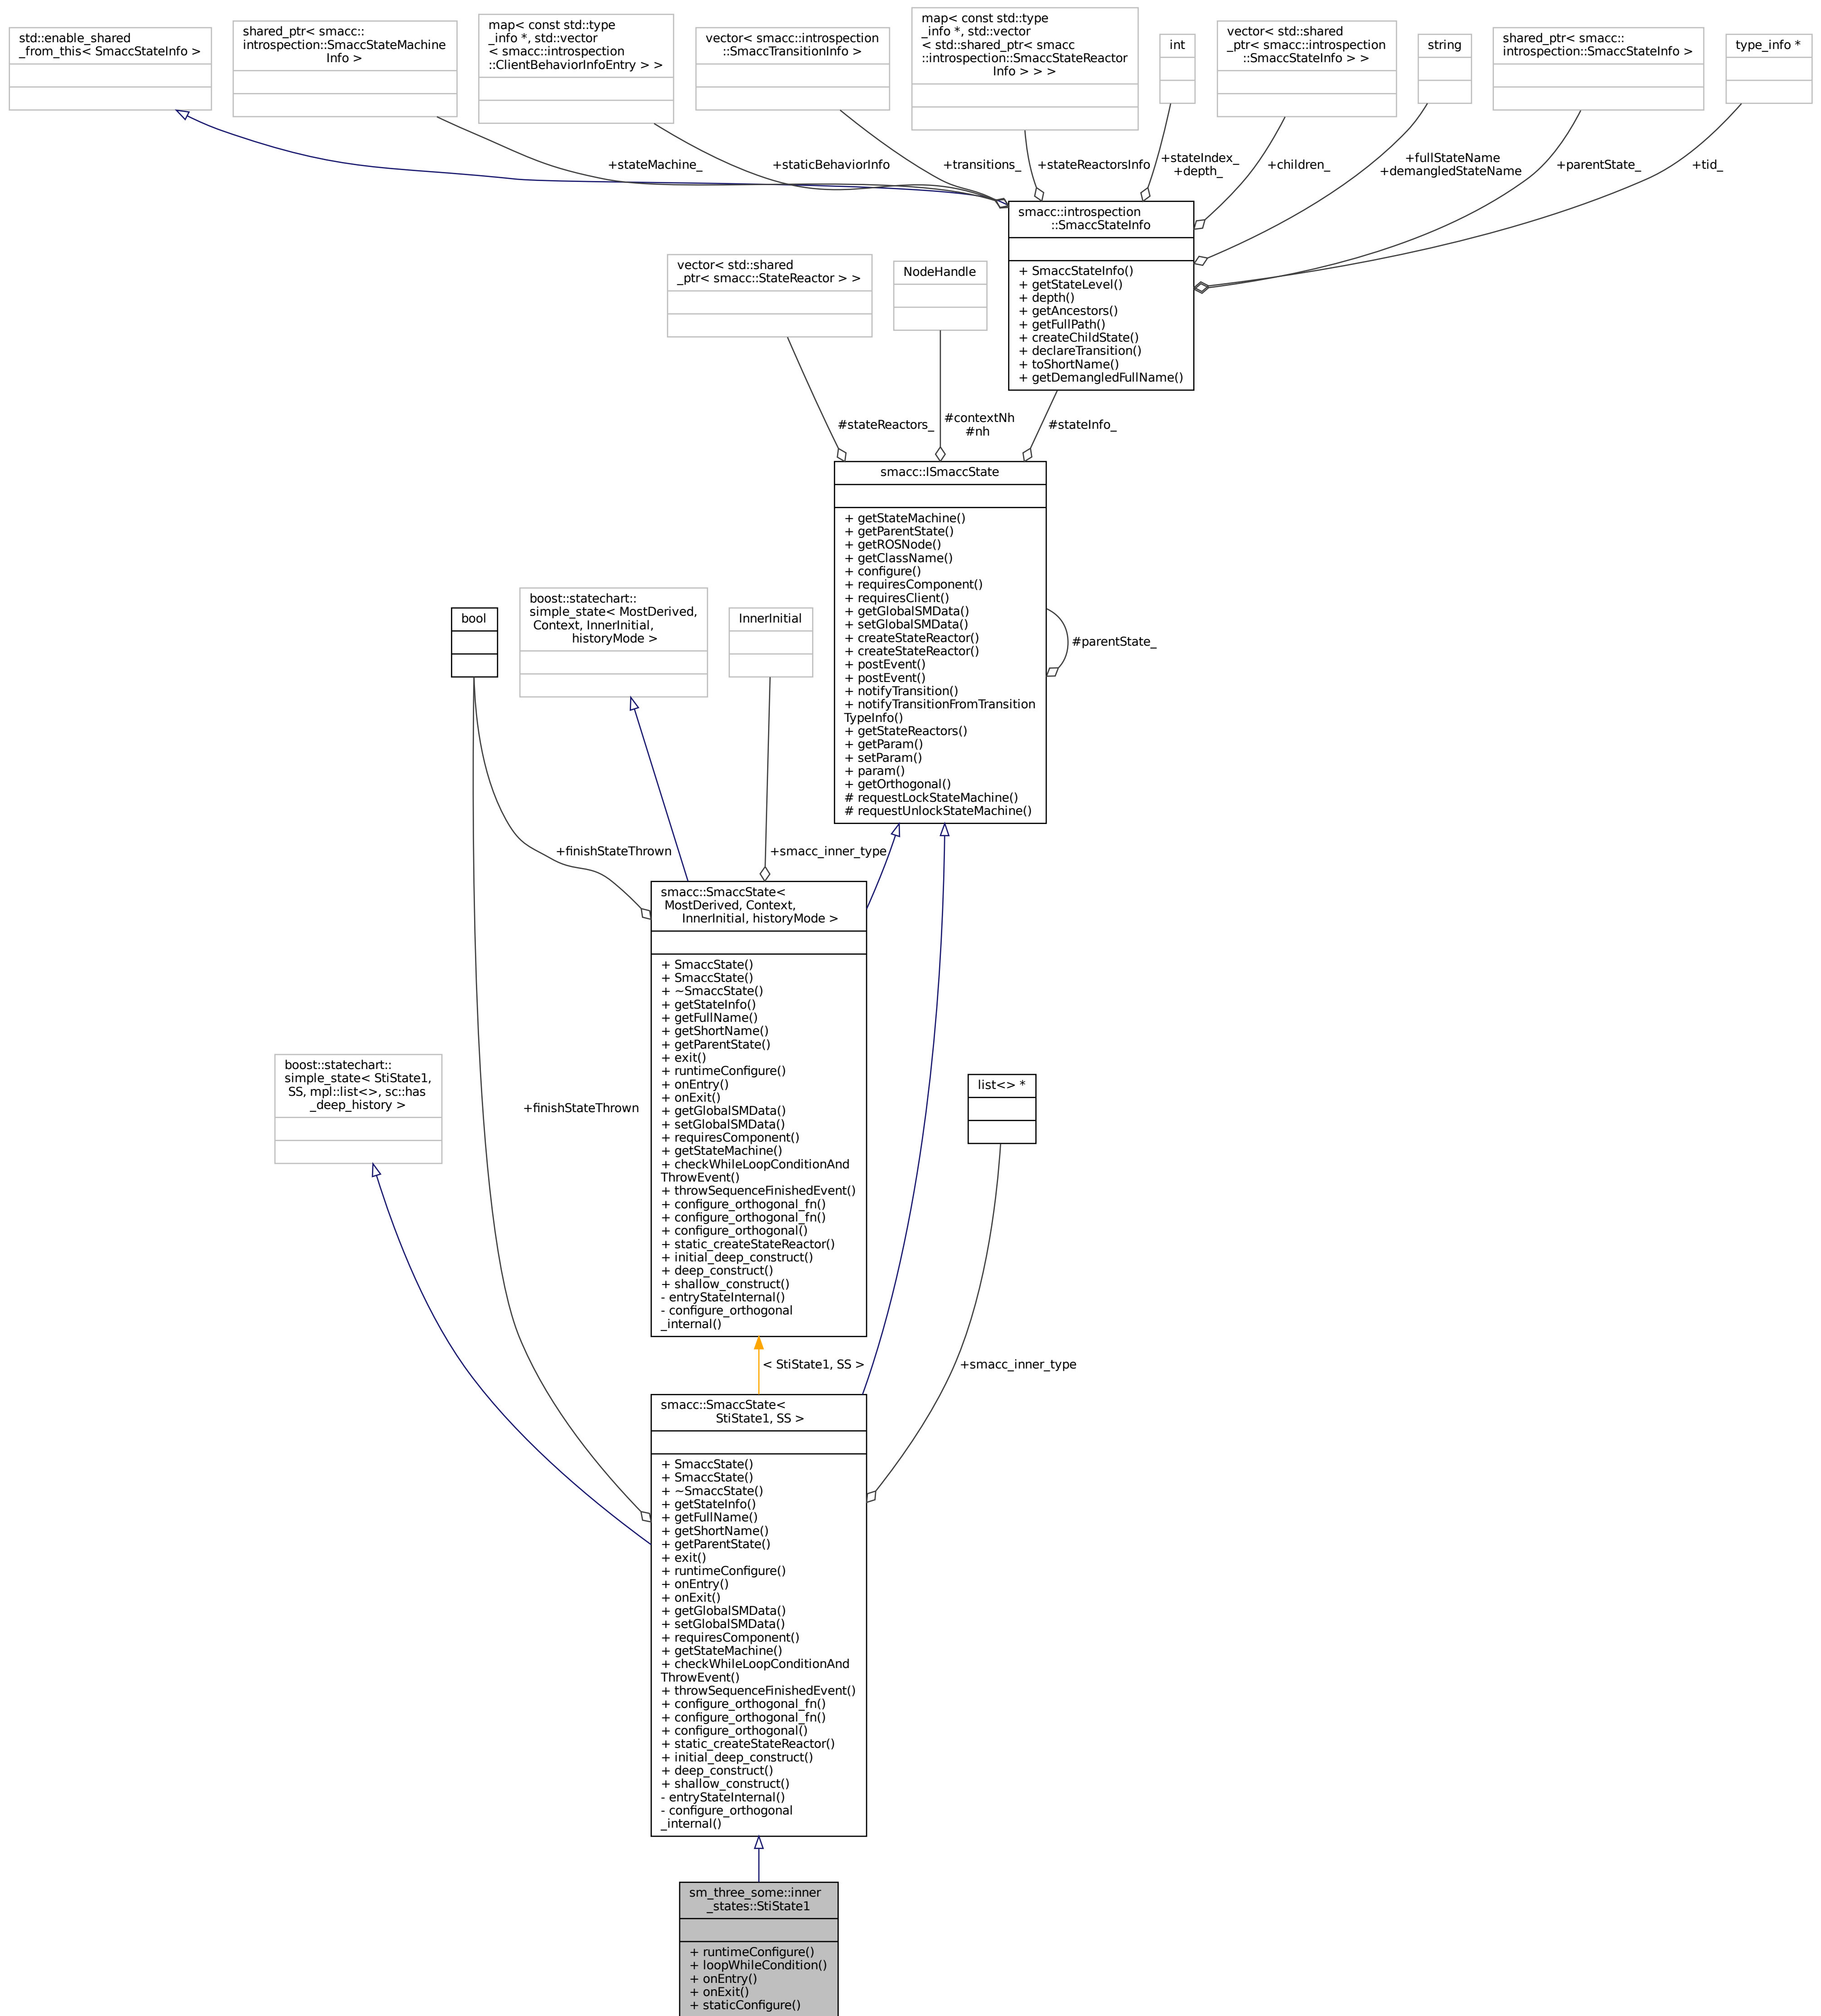 std::enable_shared
_from_this< SmaccStateInfo >
shared_ptr< smacc::
introspection::SmaccStateMachine
Info >
map< const std::type
_info *, std::vector
< smacc::introspection
::ClientBehaviorInfoEntry > >
vector< smacc::introspection
::SmaccTransitionInfo >
map< const std::type
_info *, std::vector
< std::shared_ptr< smacc
::introspection::SmaccStateReactor
Info > > >
int
vector< std::shared
_ptr< smacc::introspection
::SmaccStateInfo > >
string
shared_ptr< smacc::
introspection::SmaccStateInfo >
type_info *
+stateMachine_
+staticBehaviorInfo
+transitions_
+stateReactorsInfo
+stateIndex_
+depth_
+children_
+fullStateName
+demangledStateName
+parentState_
+tid_
smacc::introspection
::SmaccStateInfo
+ SmaccStateInfo()
+ getStateLevel()
+ depth()
+ getAncestors()
+ getFullPath()
+ createChildState()
+ declareTransition()
+ toShortName()
+ getDemangledFullName()
vector< std::shared
_ptr< smacc::StateReactor > >
NodeHandle
#stateReactors_
#contextNh
#nh
#stateInfo_
smacc::ISmaccState
+ getStateMachine()
+ getParentState()
+ getROSNode()
+ getClassName()
+ configure()
+ requiresComponent()
+ requiresClient()
+ getGlobalSMData()
+ setGlobalSMData()
+ createStateReactor()
+ createStateReactor()
+ postEvent()
+ postEvent()
+ notifyTransition()
+ notifyTransitionFromTransition
TypeInfo()
+ getStateReactors()
+ getParam()
+ setParam()
+ param()
+ getOrthogonal()
# requestLockStateMachine()
# requestUnlockStateMachine()
#parentState_
bool
boost::statechart::
simple_state< MostDerived,
Context, InnerInitial,
historyMode >
InnerInitial
+finishStateThrown
+smacc_inner_type
smacc::SmaccState<
MostDerived, Context,
InnerInitial, historyMode >
+ SmaccState()
+ SmaccState()
+ ~SmaccState()
+ getStateInfo()
+ getFullName()
+ getShortName()
+ getParentState()
+ exit()
+ runtimeConfigure()
+ onEntry()
+ onExit()
+ getGlobalSMData()
+ setGlobalSMData()
+ requiresComponent()
+ getStateMachine()
+ checkWhileLoopConditionAnd
ThrowEvent()
+ throwSequenceFinishedEvent()
+ configure_orthogonal_fn()
+ configure_orthogonal_fn()
+ configure_orthogonal()
+ static_createStateReactor()
+ initial_deep_construct()
+ deep_construct()
+ shallow_construct()
- entryStateInternal()
- configure_orthogonal
_internal()
boost::statechart::
simple_state< StiState1,
SS, mpl::list<>, sc::has
_deep_history >
+finishStateThrown
list<> *
< StiState1, SS >
+smacc_inner_type
smacc::SmaccState<
StiState1, SS >
+ SmaccState()
+ SmaccState()
+ ~SmaccState()
+ getStateInfo()
+ getFullName()
+ getShortName()
+ getParentState()
+ exit()
+ runtimeConfigure()
+ onEntry()
+ onExit()
+ getGlobalSMData()
+ setGlobalSMData()
+ requiresComponent()
+ getStateMachine()
+ checkWhileLoopConditionAnd
ThrowEvent()
+ throwSequenceFinishedEvent()
+ configure_orthogonal_fn()
+ configure_orthogonal_fn()
+ configure_orthogonal()
+ static_createStateReactor()
+ initial_deep_construct()
+ deep_construct()
+ shallow_construct()
- entryStateInternal()
- configure_orthogonal
_internal()
sm_three_some::inner
_states::StiState1
+ runtimeConfigure()
+ loopWhileCondition()
+ onEntry()
+ onExit()
+ staticConfigure()